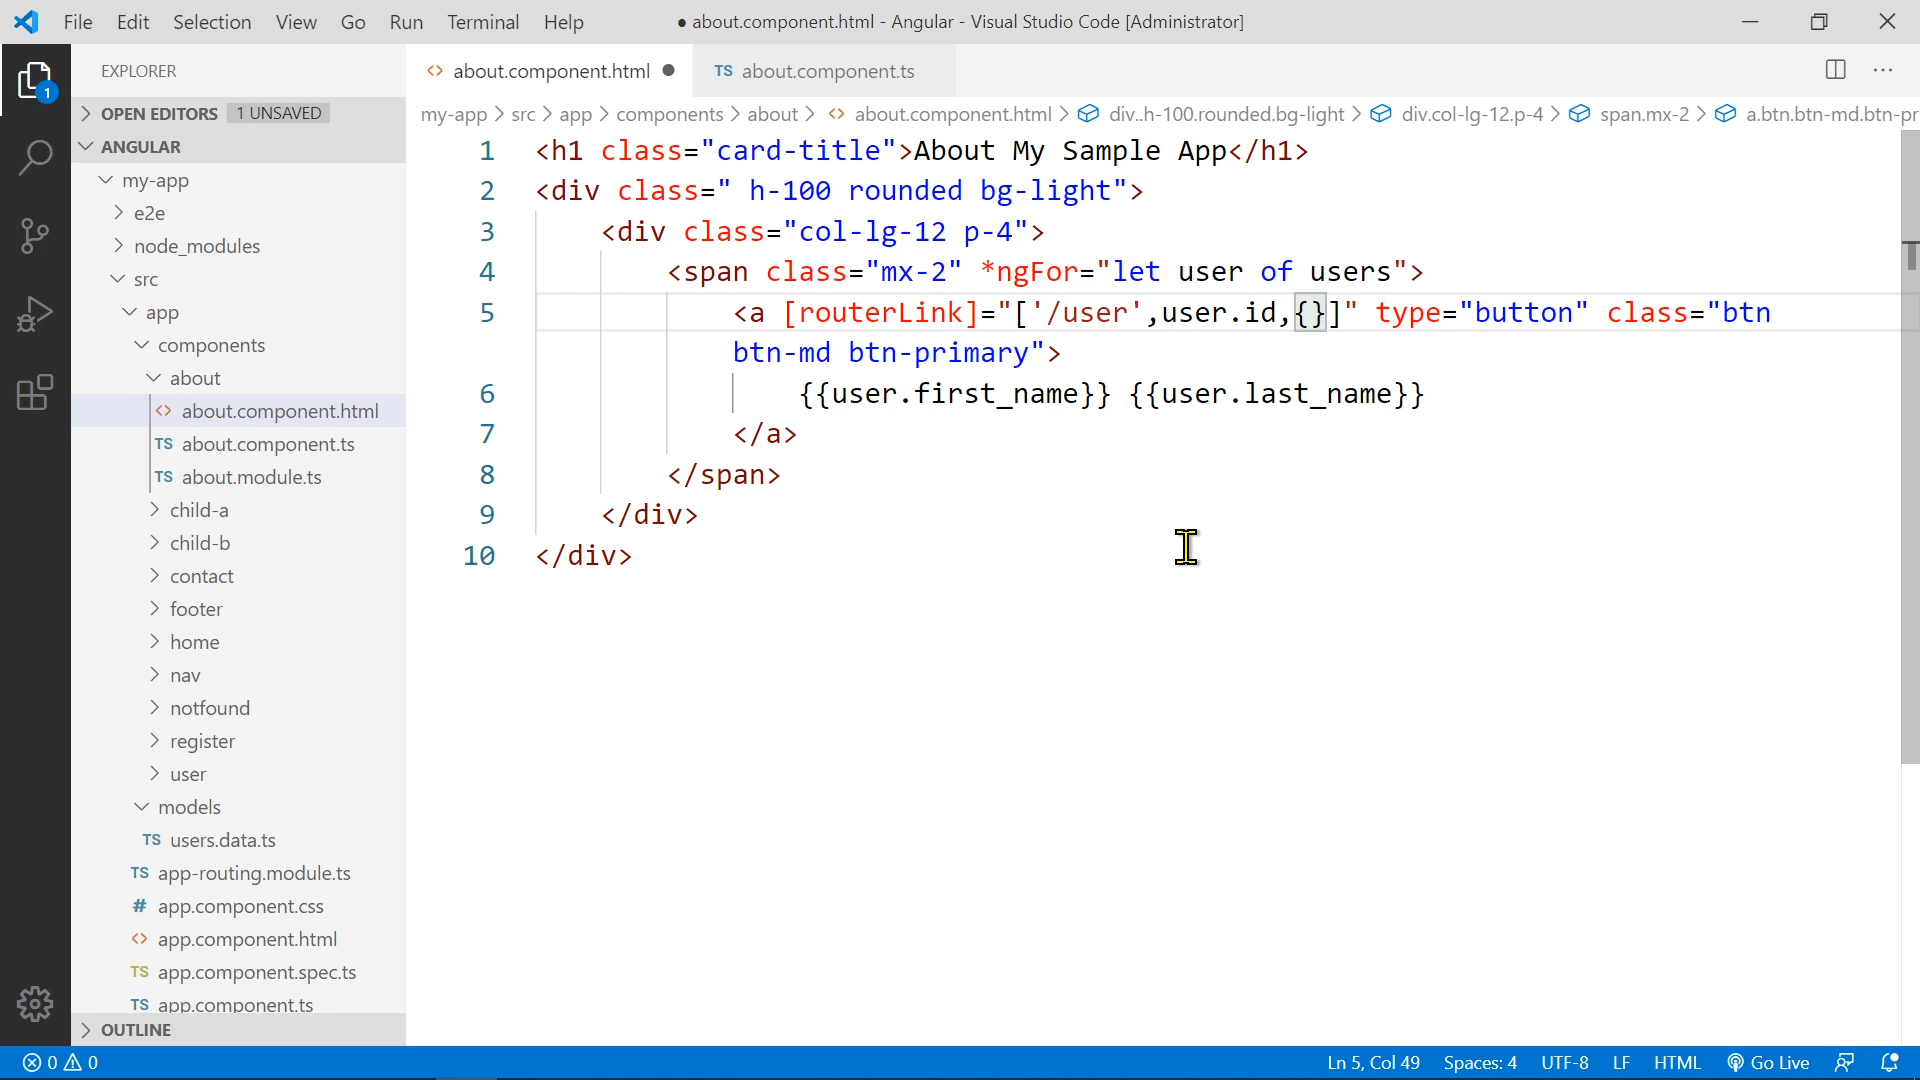 File Edit Selection View Go Run Terminal Help ● about.component.html - Angular - Visual Studio Code [Administrator]
EXPLORER
OPEN EDITORS 1 UNSAVED
ANGULAR
my-app
e2e
node_modules
src
app
components
about
<> about.component.html
TS about.component.ts
TS about.module.ts
child-a
child-b
contact
footer
home
nav
notfound
register
user
models
TS users.data.ts
TS app-routing.module.ts
# app.component.css
<> app.component.html
TS app.component.spec.ts
TS app.component.ts
OUTLINE
1
<> about.component.html ● TS about.component.ts
my-app > src > app > components > about > <> about.component.html > div..h-100.rounded.bg-light > div.col-lg-12.p-4 > span.mx-2 > a.btn.btn-md.btn-pr
1 <h1 class="card-title">About My Sample App</h1>
2 <div class=" h-100 rounded bg-light">
3 <div class="col-lg-12 p-4">
4 <span class="mx-2" *ngFor="let user of users">
5 <a [routerLink]="['/user',user.id,{}]" type="button" class="btn
btn-md btn-primary">
6 {{user.first_name}} {{user.last_name}}
7 </a>
8 </span>
9 </div>
10 </div>
0 0 Ln 5, Col 49 Spaces: 4 UTF-8 LF HTML Go Live